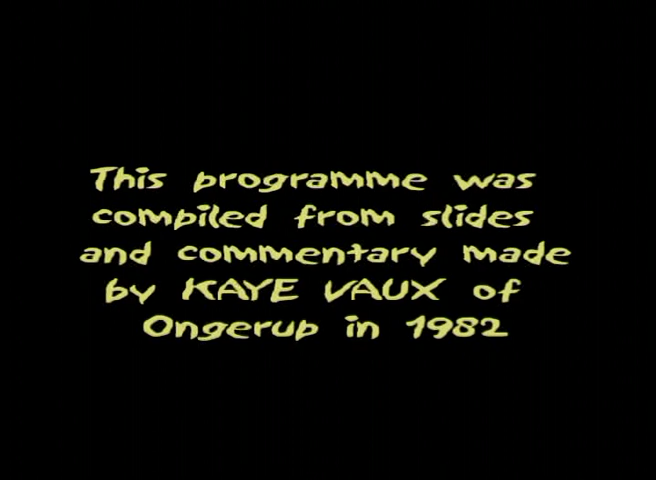 This programme was
compiled from slides
and commentary made
by KAYE VAUX of
Ongerup in 1982